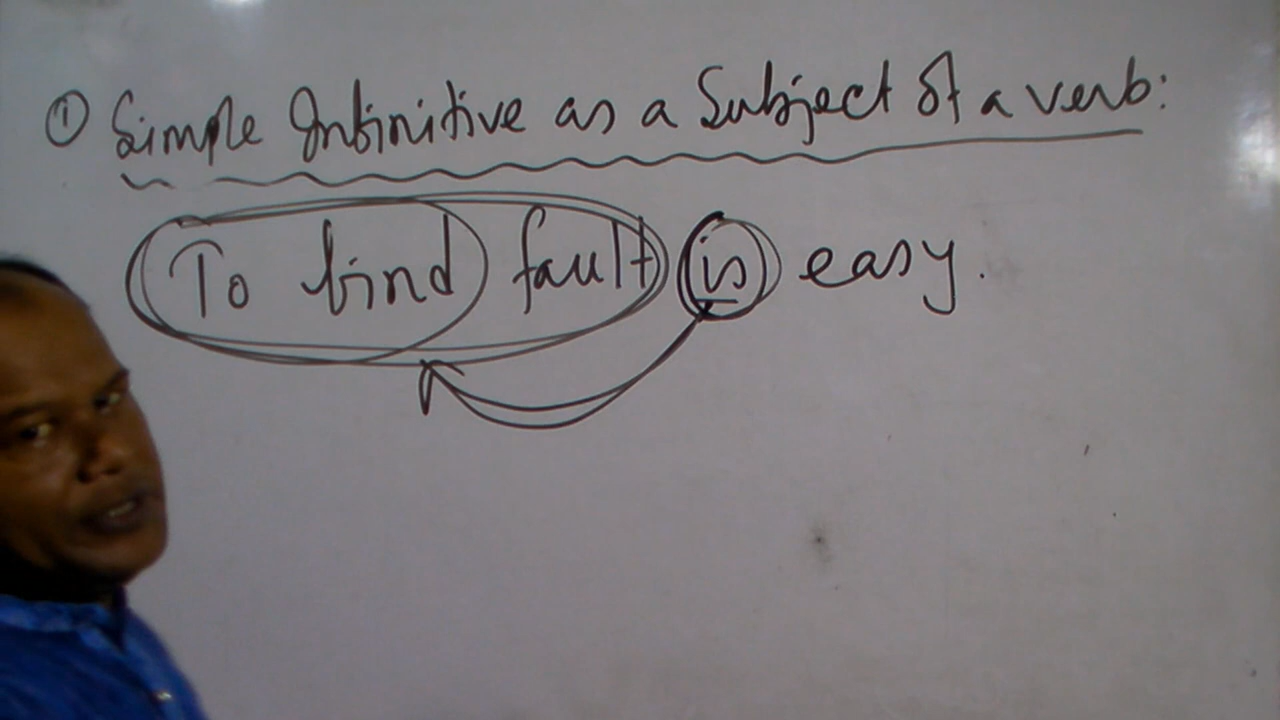 ① Simple Infinitive as a Subject of a verb:
To find fault is easy.